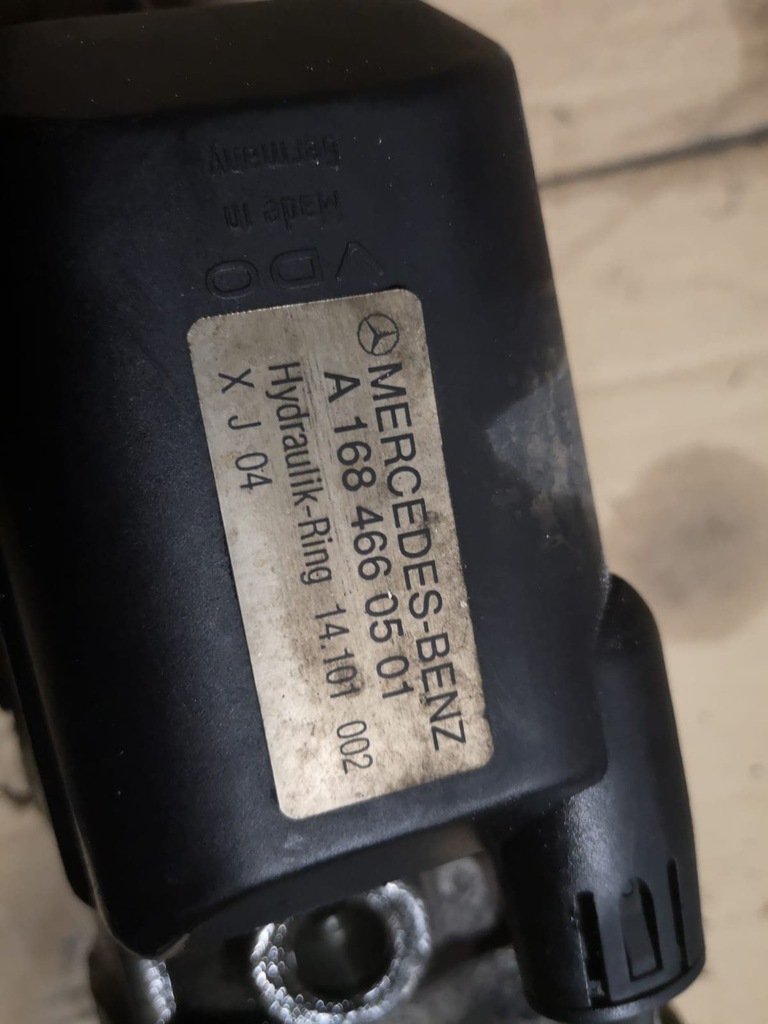 MERCEDES-BENZ
A 168 466 05 01
Hydraulik-Ring 14.101 002
X J 04
VDO
Made in
Germany